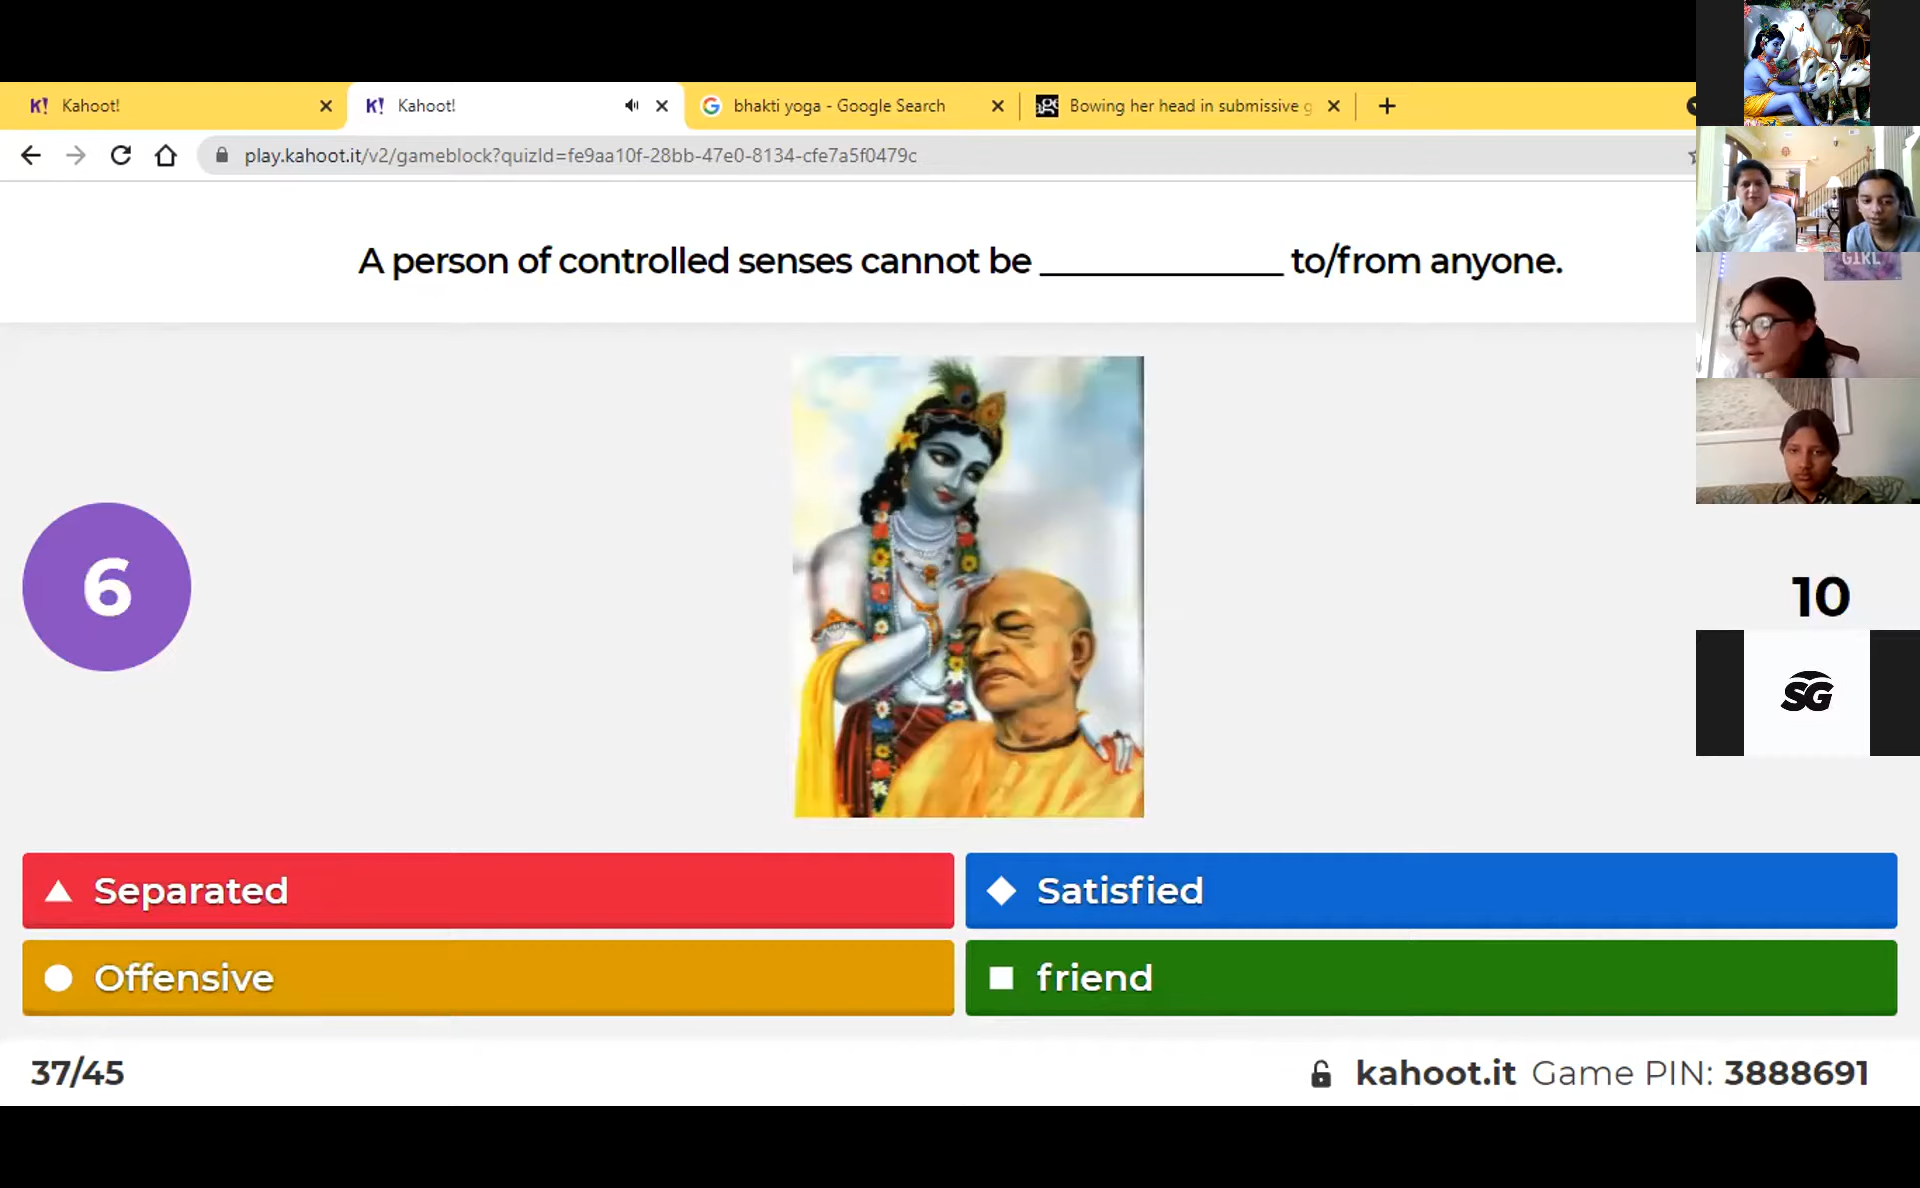 Kahoot!
Kahoot!
bhakti yoga - Google Search
Bowing her head in submissive g
play.kahoot.it/v2/gameblock?quizId=fe9aa10f-28bb-47e0-8134-cfe7a5f0479c
GIRL
A person of controlled senses cannot be ____________ to/from anyone.
6
10
SG
Separated
Satisfied
Offensive
friend
37/45
kahoot.it Game PIN: 3888691